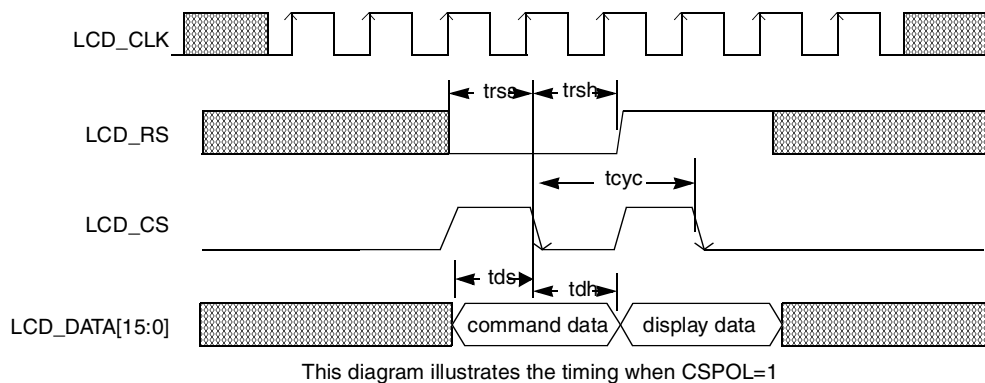 LCD_CLK
trss trsh
LCD_RS
tcyc
LCD_CS
tds
tdh
LCD_DATA[15:0] command data display data
This diagram illustrates the timing when CSPOL=1